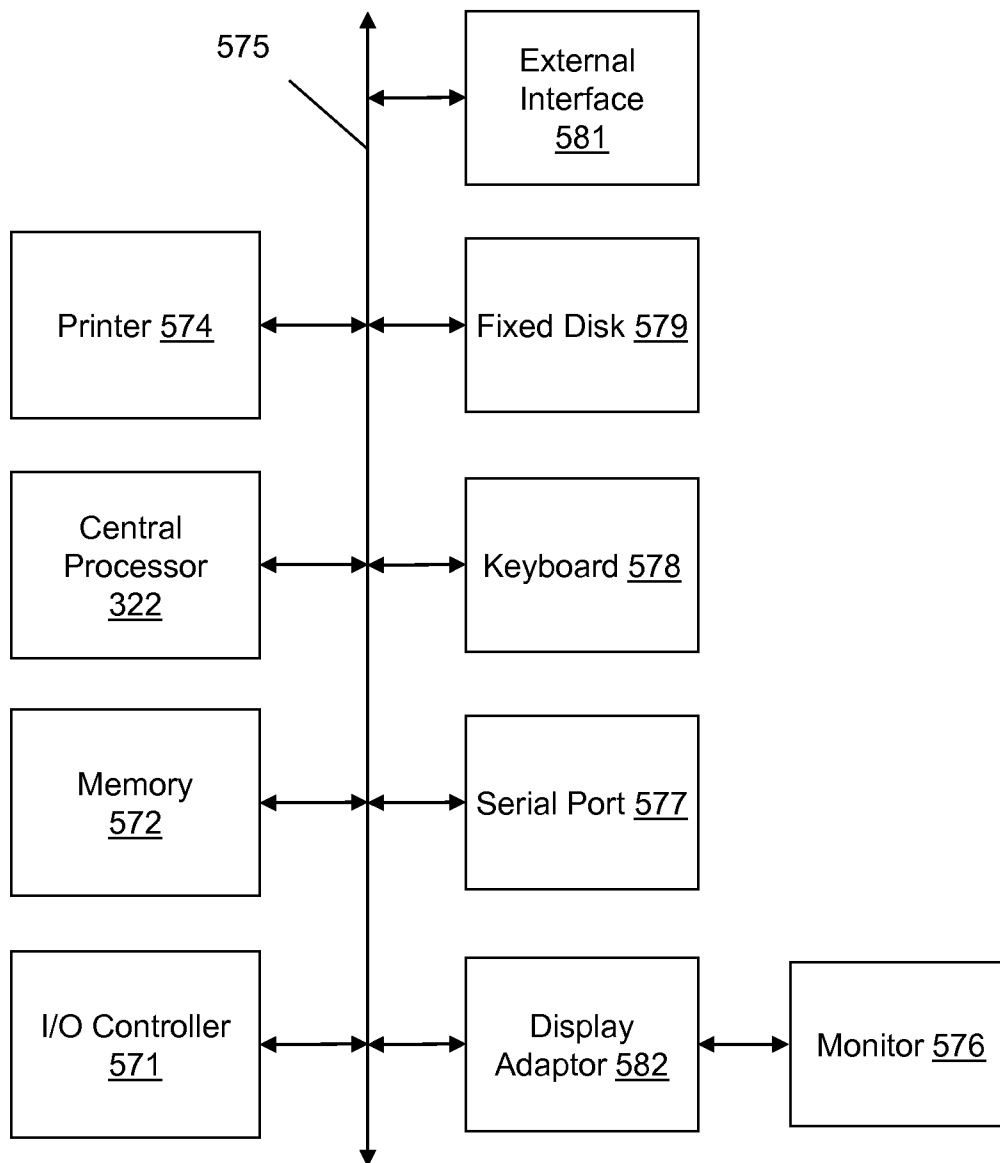 575
External
Interface
581
Printer 574
Fixed Disk 579
Central
Processor
322
Keyboard 578
Memory
572
Serial Port 577
I/O Controller
571
Display
Adaptor 582
Monitor 576